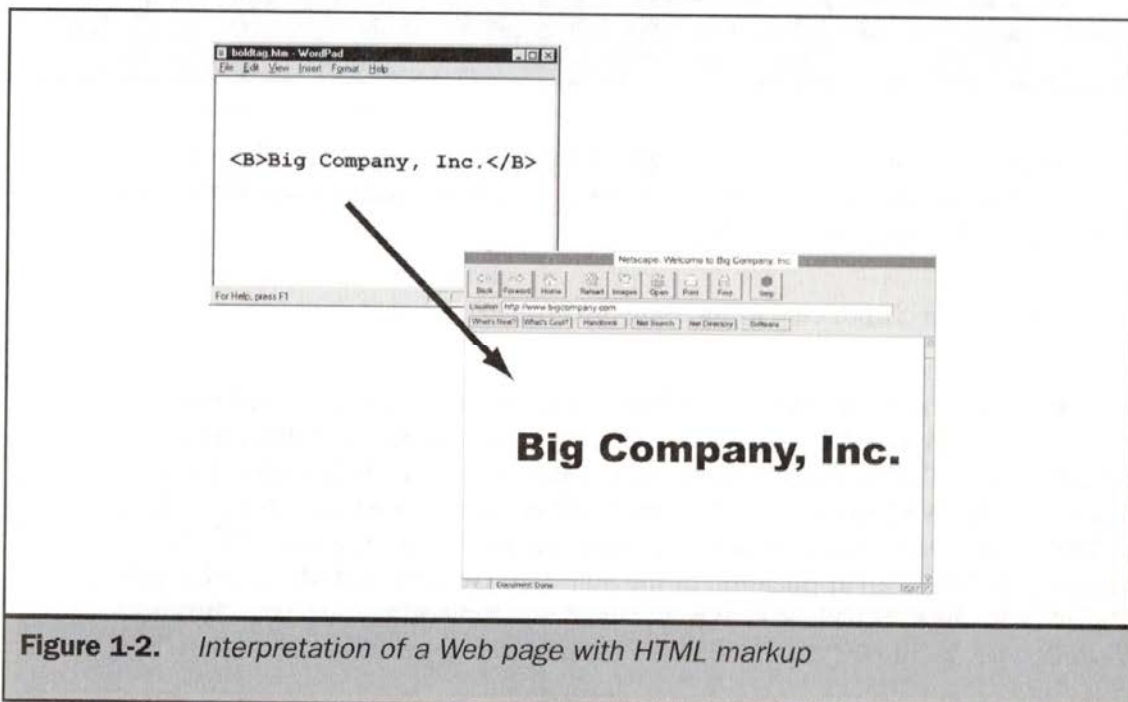 boldtag.htm - WordPad
File Edit View Insert Format Help
<B>Big Company, Inc.</B>
For Help, press F1
Netscape: Welcome to Big Company, Inc.
Back Forward Home Reload Images Open Print Find Stop
Location: http://www.bigcompany.com
What's New? What's Cool? Handbook Net Search Net Directory Software
Big Company, Inc.
Document: Done.
Figure 1-2. Interpretation of a Web page with HTML markup